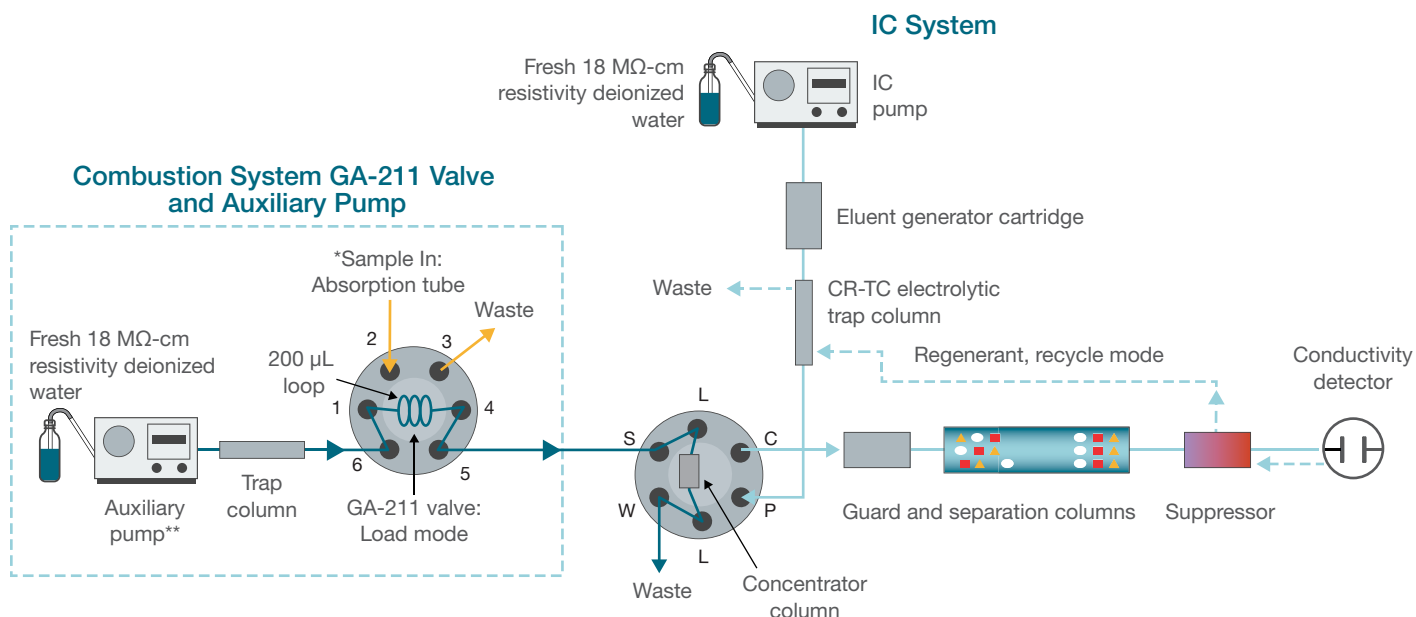 IC System
Fresh 18 MΩ-cm
resistivity deionized
water
IC
pump
Combustion System GA-211 Valve
and Auxiliary Pump
Eluent generator cartridge
*Sample In:
Absorption tube
Waste
Waste
CR-TC electrolytic
trap column
Fresh 18 MΩ-cm
resistivity deionized
water
200 µL
loop
2
3
1
4
6
5
Regenerant, recycle mode
Conductivity
detector
L
S
C
W
P
L
Auxiliary
pump**
Trap
column
GA-211 valve:
Load mode
Waste
Concentrator
column
Guard and separation columns
Suppressor